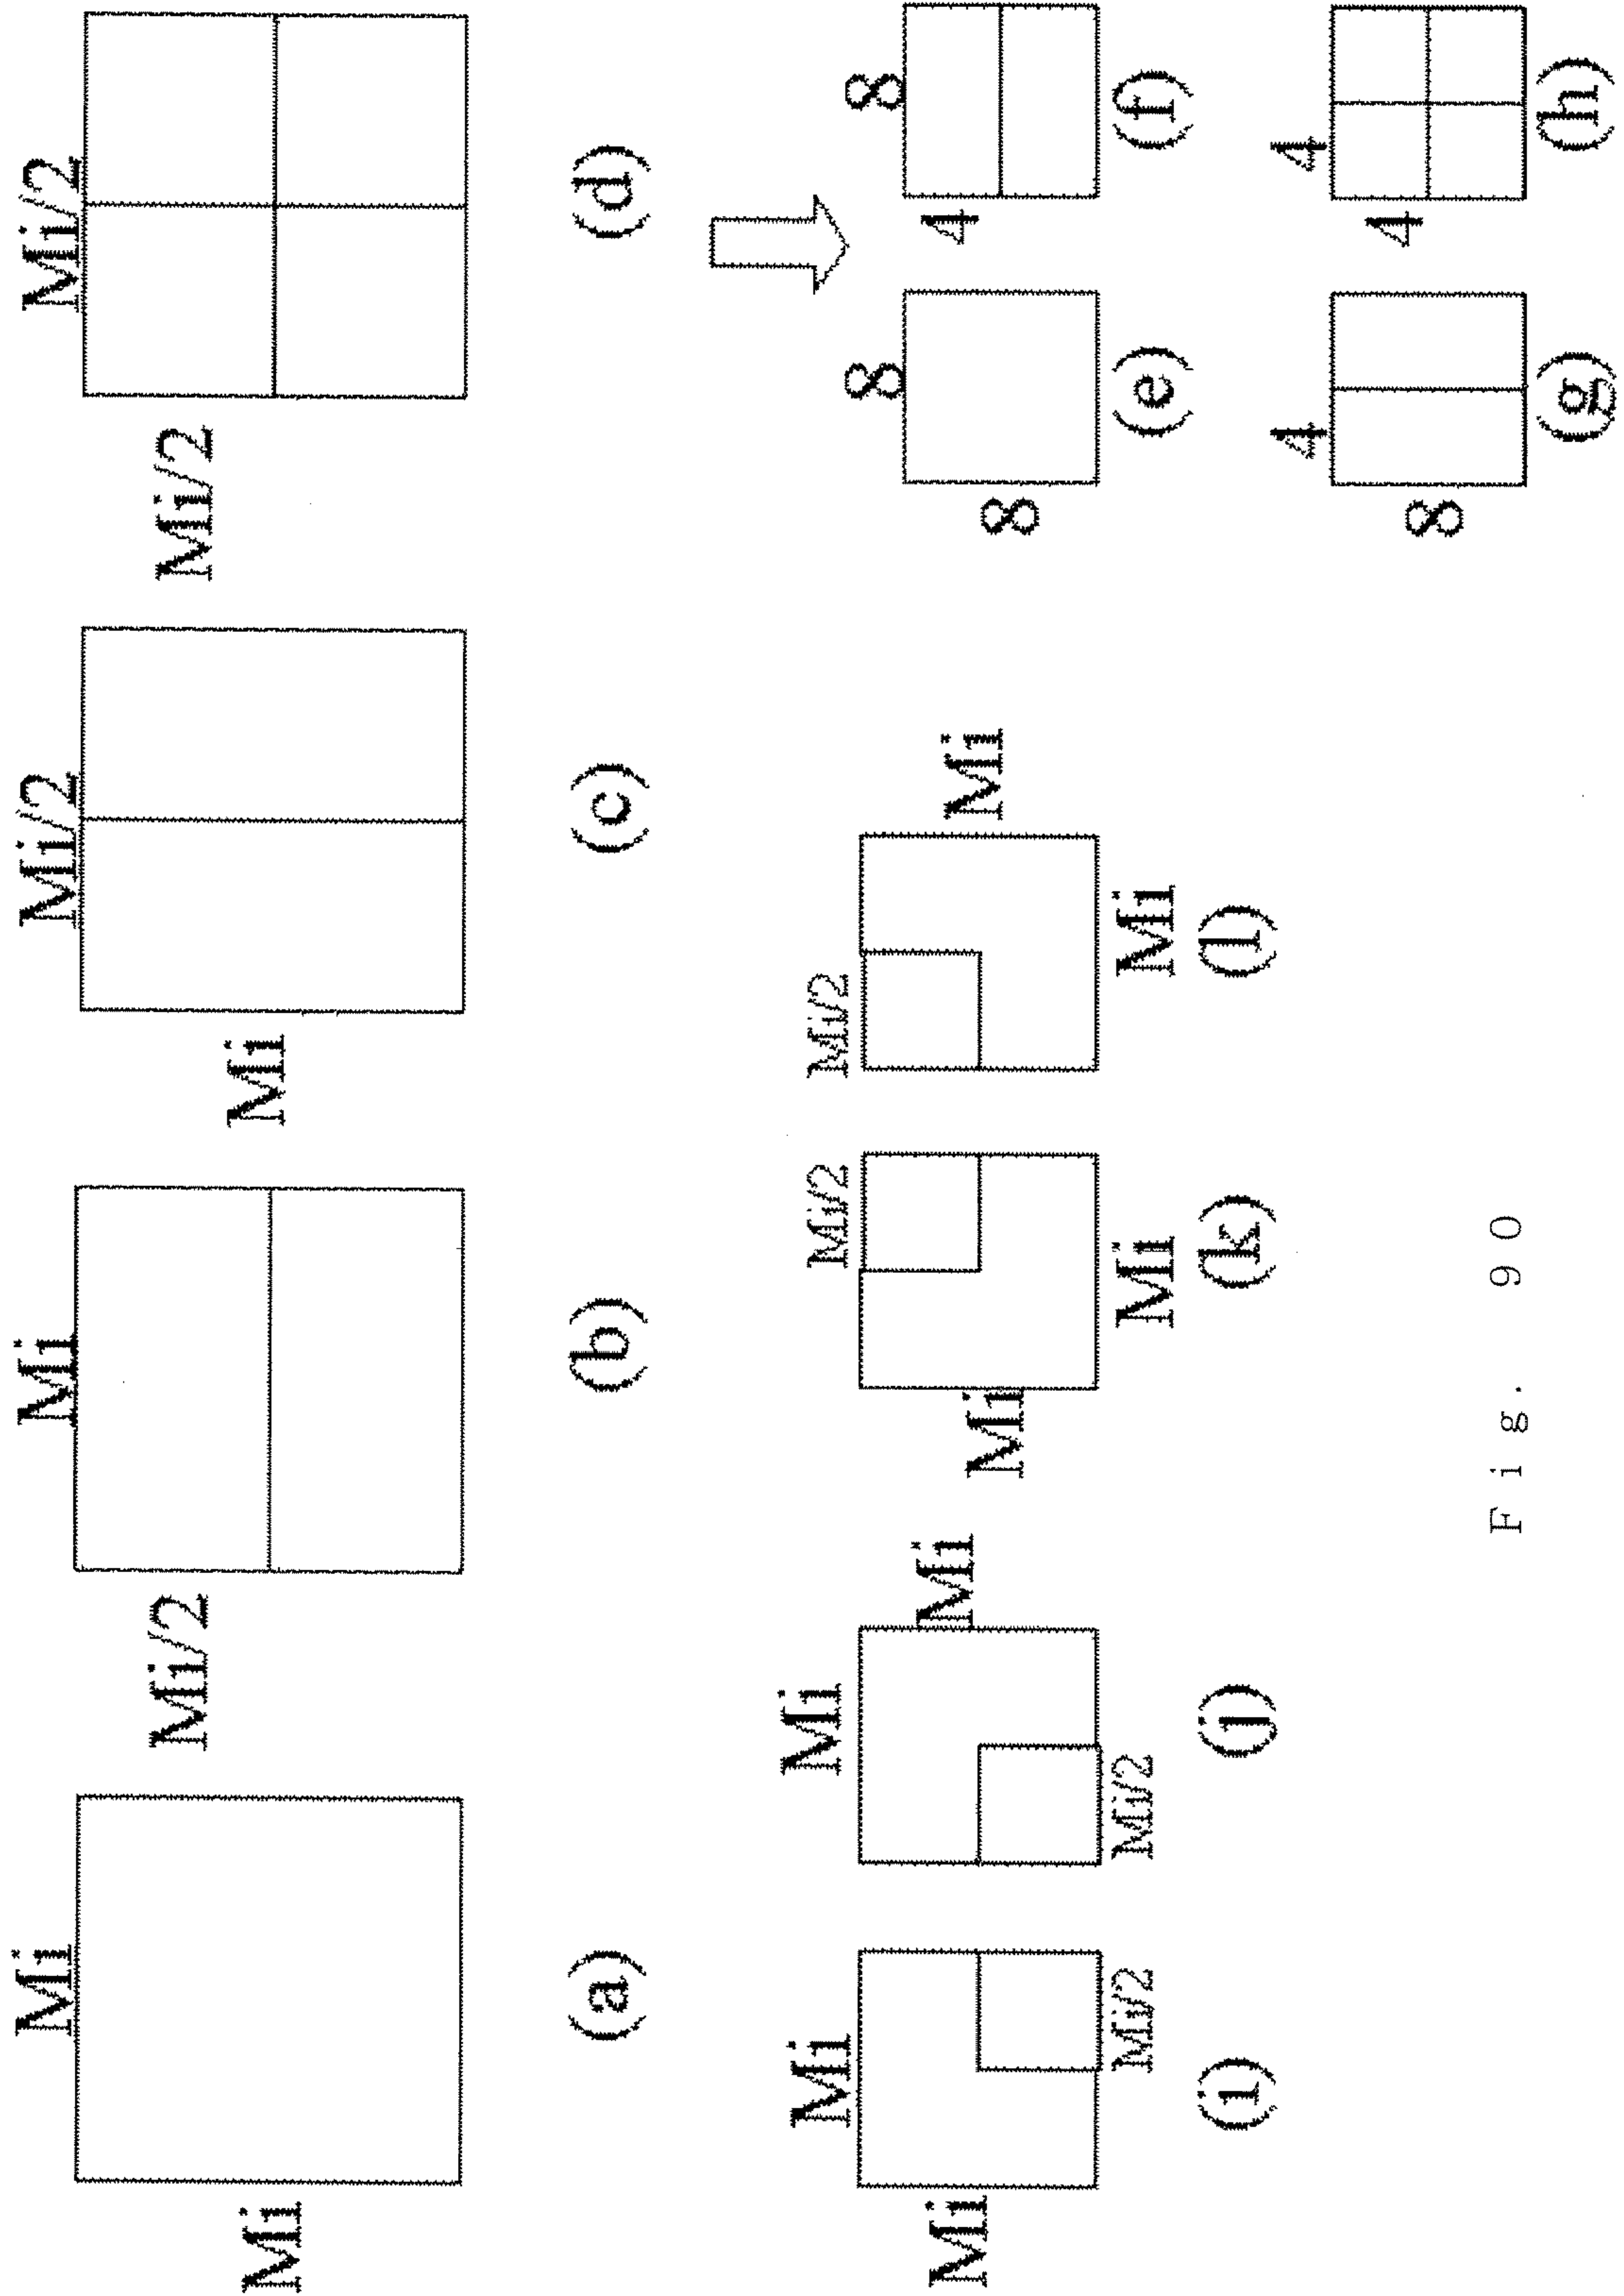 Mi Mi Mi/2 Mi/2
Mi Mi/2 Mi Mi/2
(a) (b) (c) (d)
Mi Mi Mi/2 Mi/2 8 8
Mi Mi Mi Mi 8 4
Mi/2 Mi/2 Mi Mi (e) (f)
(i) (j) (k) (l) 4 4
8 4
(g) (h)
Fig. 90